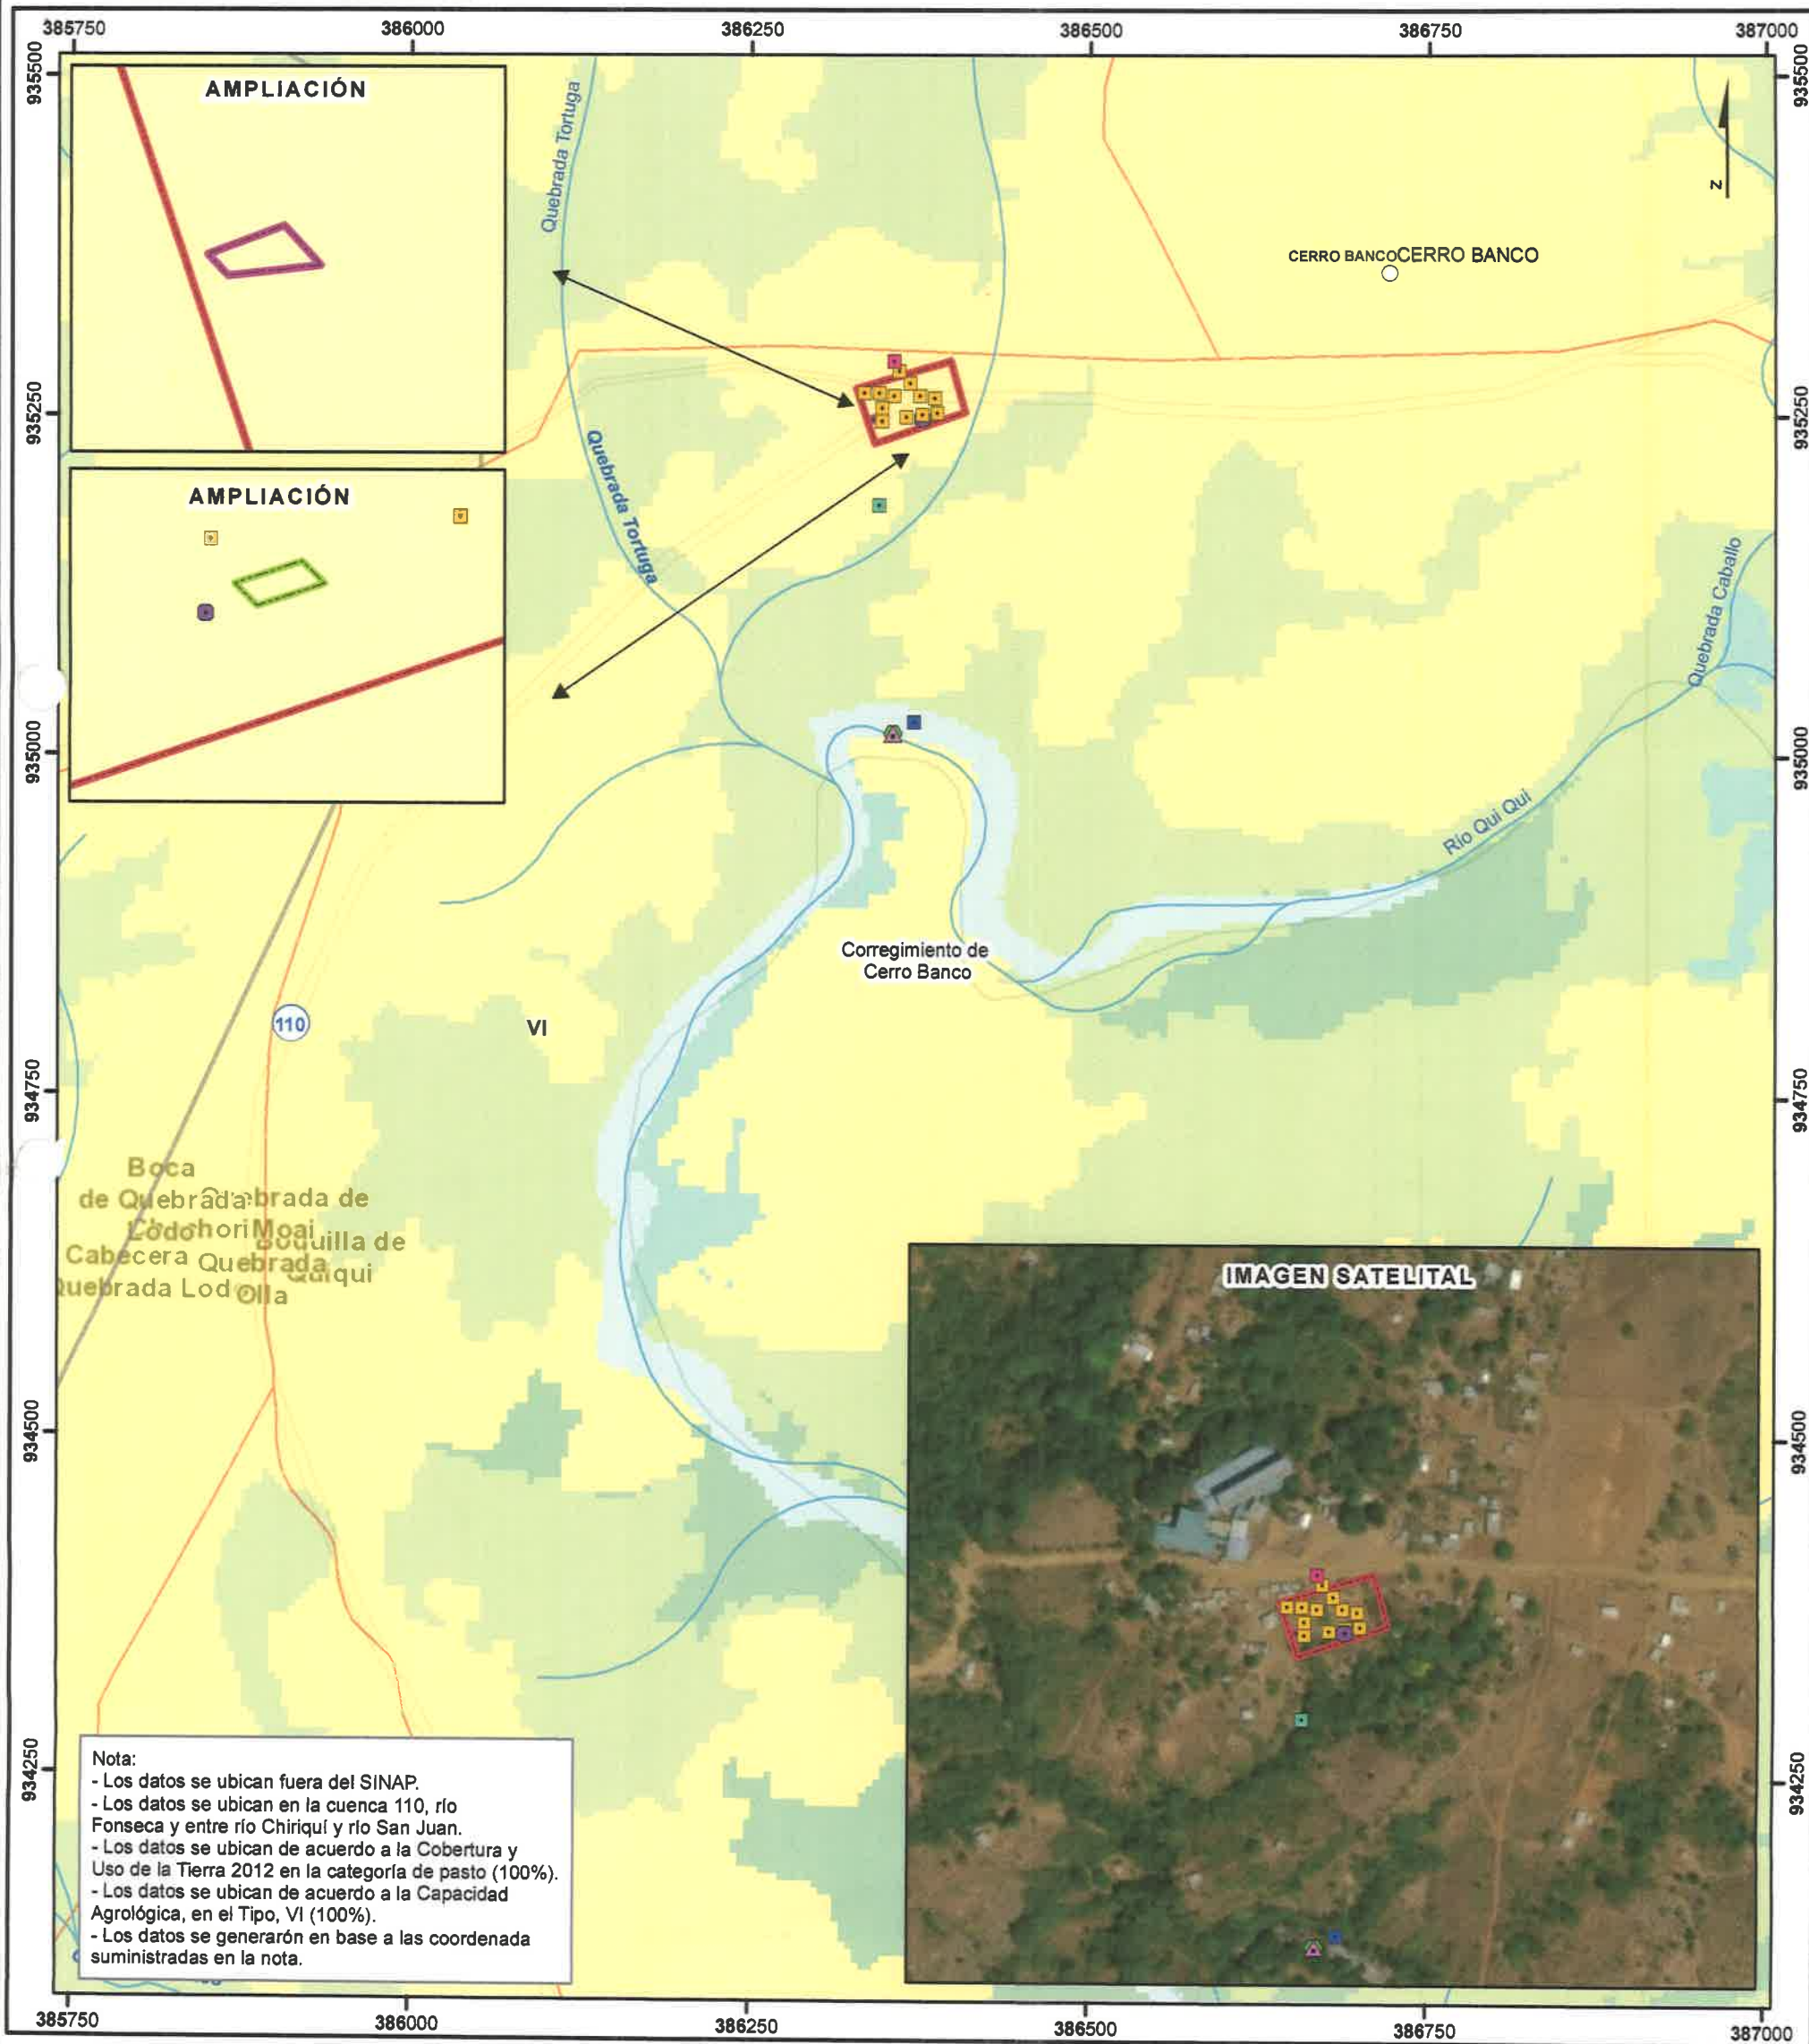 385750
386000
386250
386500
386750
387000
935500
935500
AMPLIACIÓN
Quebrada Tortuga
N
CERRO BANCO
CERRO BANCO
935250
935250
Quebrada Tortuga
AMPLIACIÓN
Quebrada Caballo
935000
935000
Río Qui Qui
Corregimiento de
Cerro Banco
110
VI
934750
934750
Boca
de Quebrada
Lodo
Quebrada de
Moai
Boquilla de
Quiqui
Cabecera
Quebrada Lodo
Quebrada
Olla
IMAGEN SATELITAL
934500
934500
934250
934250
Nota:
- Los datos se ubican fuera del SINAP.
- Los datos se ubican en la cuenca 110, río
Fonseca y entre río Chiriquí y río San Juan.
- Los datos se ubican de acuerdo a la Cobertura y
Uso de la Tierra 2012 en la categoría de pasto (100%).
- Los datos se ubican de acuerdo a la Capacidad
Agrológica, en el Tipo, VI (100%).
- Los datos se generarón en base a las coordenada
suministradas en la nota.
385750
386000
386250
386500
386750
387000